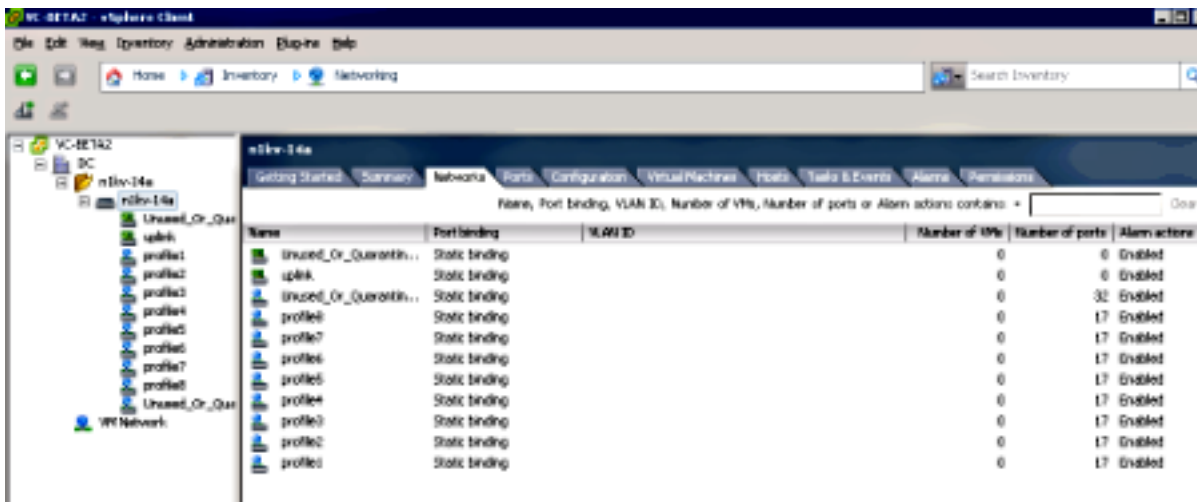 VC-BETA2 - vSphere Client
File Edit View Inventory Administration Plug-ins Help
Home Inventory Networking Search Inventory
VC-BETA2
DC
n1kv-14a
n1kv-14a
Unused_Or_Qua
uplink
profile1
profile2
profile3
profile4
profile5
profile6
profile7
profile8
Unused_Or_Qua
VM Network
n1kv-14a
Getting Started Summary Networks Ports Configuration Virtual Machines Hosts Tasks & Events Alarms Permissions
Name, Port binding, VLAN ID, Number of VMs, Number of ports or Alarm actions contains Clear
Name Port binding VLAN ID Number of VMs Number of ports Alarm actions
Unused_Or_Quarantin... Static binding 0 0 Enabled
uplink Static binding 0 0 Enabled
Unused_Or_Quarantin... Static binding 0 32 Enabled
profile8 Static binding 0 17 Enabled
profile7 Static binding 0 17 Enabled
profile6 Static binding 0 17 Enabled
profile5 Static binding 0 17 Enabled
profile4 Static binding 0 17 Enabled
profile3 Static binding 0 17 Enabled
profile2 Static binding 0 17 Enabled
profile1 Static binding 0 17 Enabled